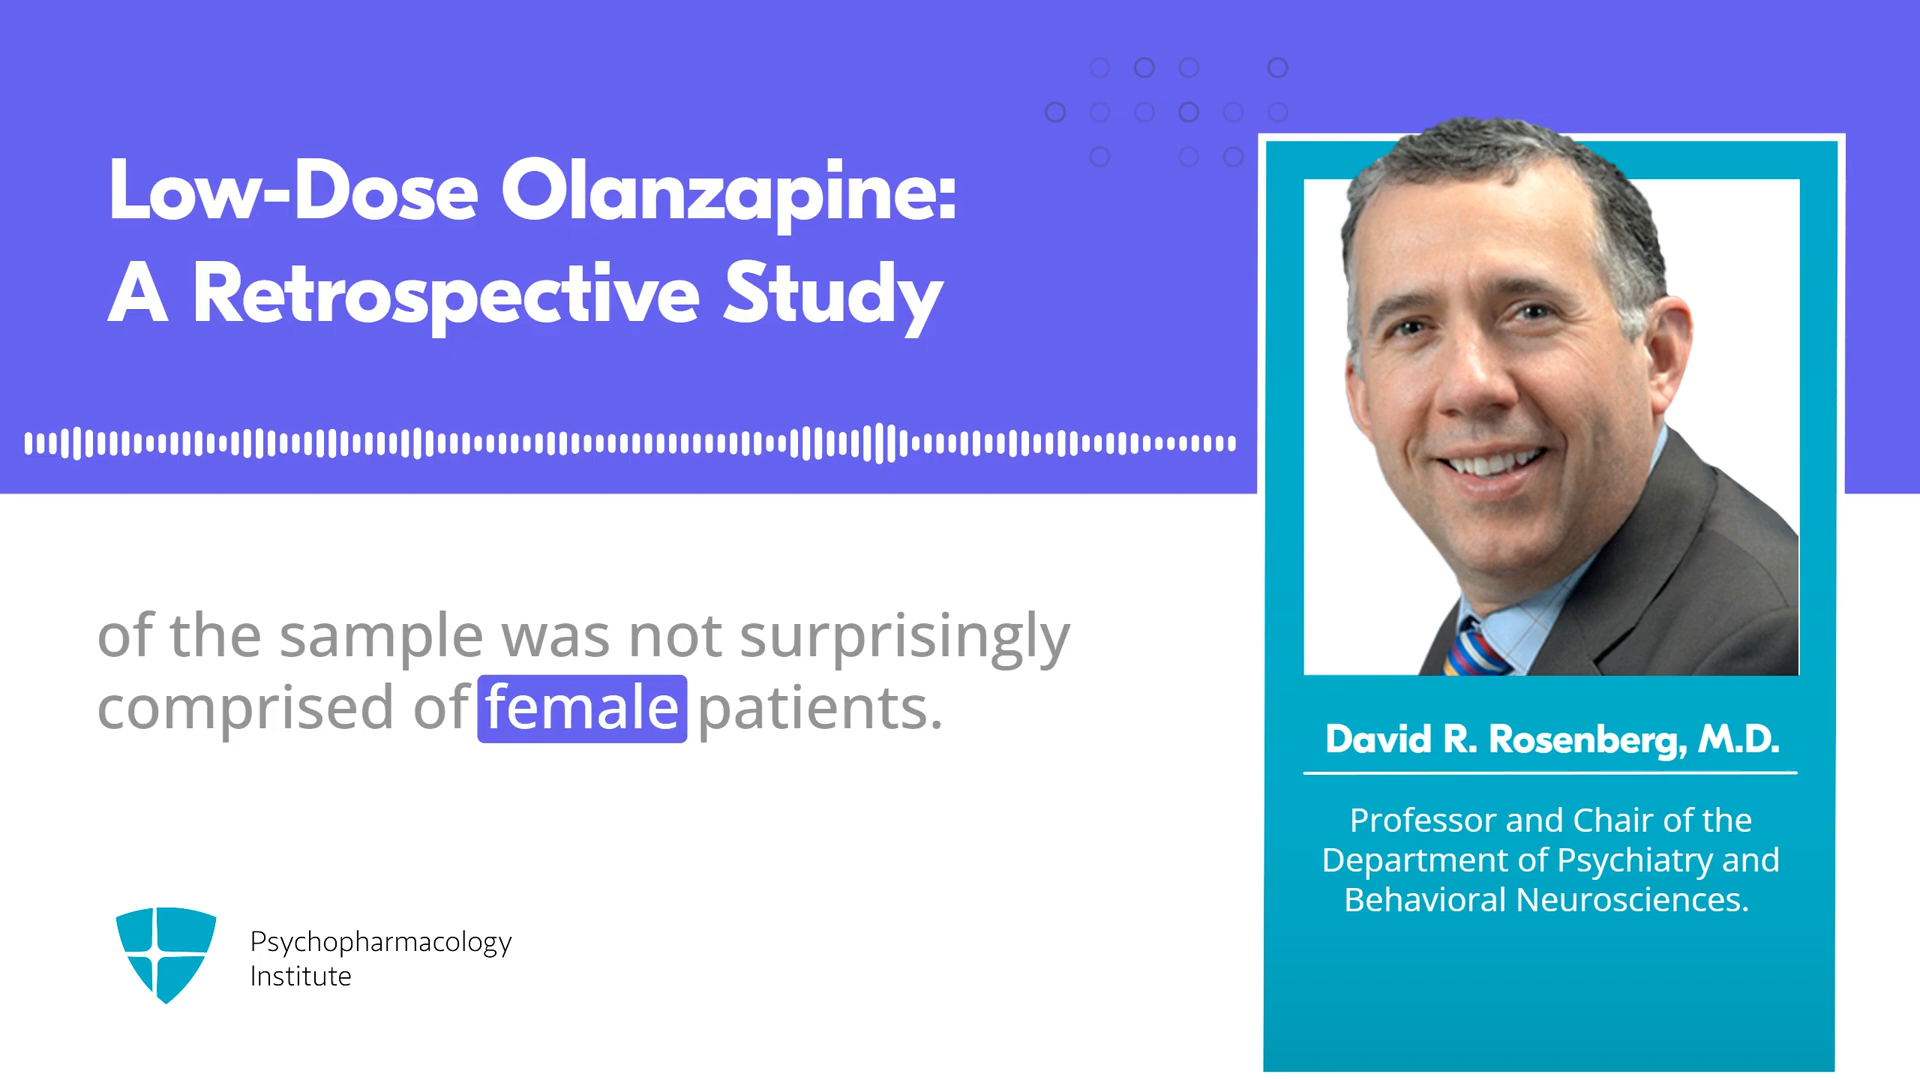 Low-Dose Olanzapine:
A Retrospective Study
of the sample was not surprisingly
comprised of female patients.
David R. Rosenberg, M.D.
Professor and Chair of the
Department of Psychiatry and
Behavioral Neurosciences.
Psychopharmacology
Institute